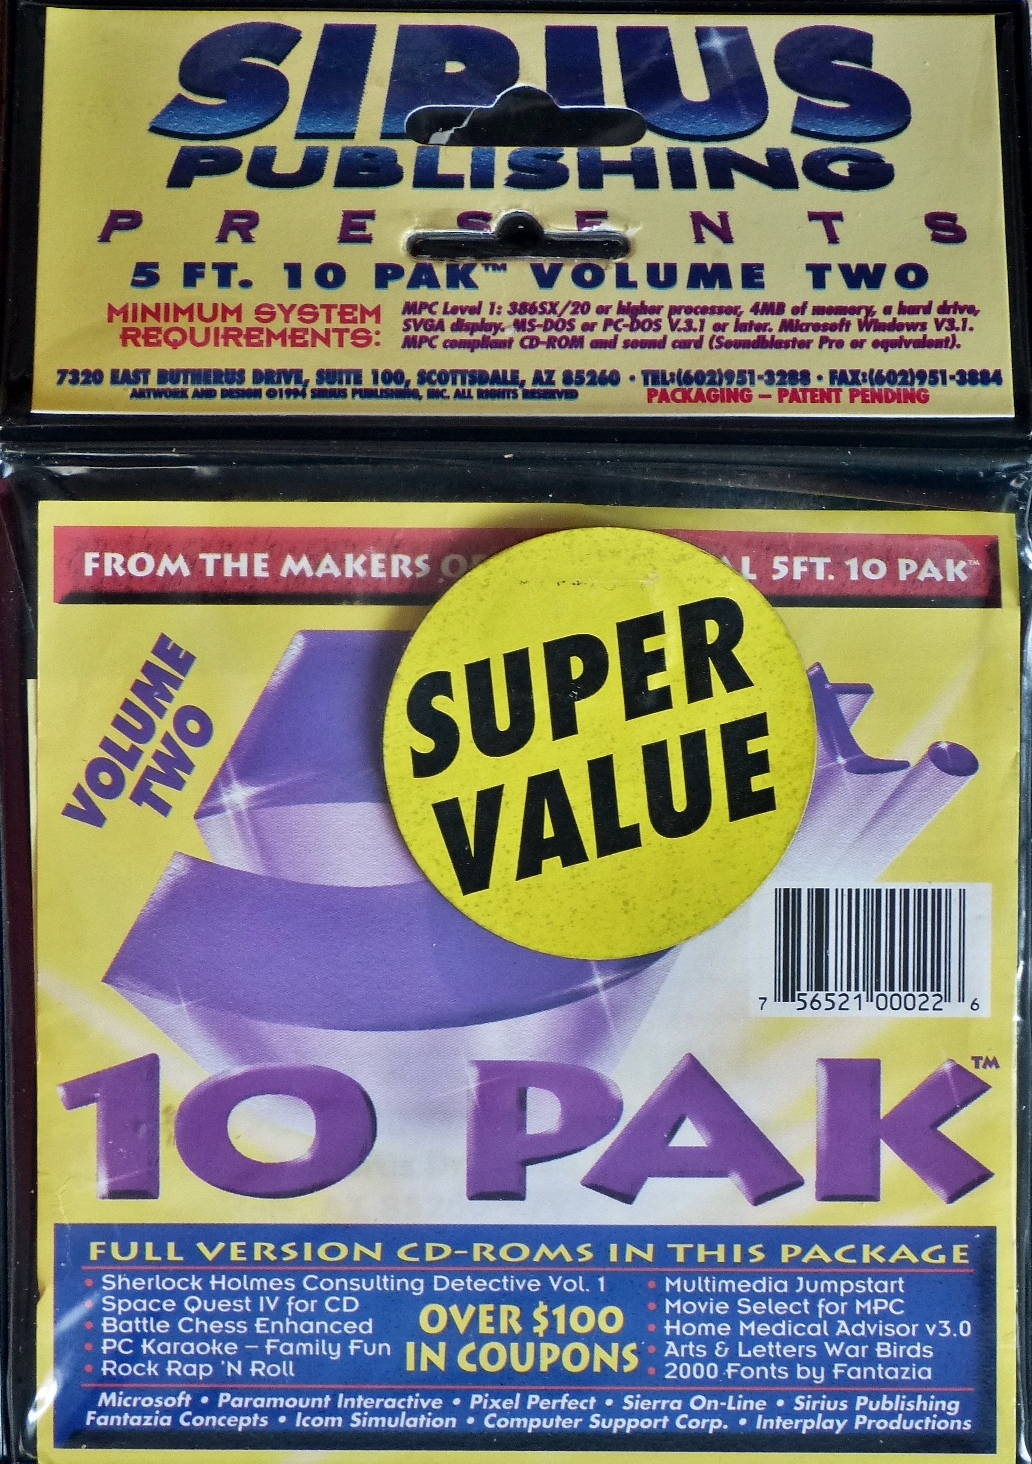 SIRIUS
PUBLISHING
PRESENTS
5 FT. 10 PAK™ VOLUME TWO
MINIMUM SYSTEM
REQUIREMENTS:
MPC Level 1: 386SX/20 or higher processor, 4MB of memory, a hard drive,
SVGA display. MS-DOS or PC-DOS V.3.1 or later. Microsoft Windows V3.1.
MPC compliant CD-ROM and sound card (Soundblaster Pro or equivalent).
7320 EAST BUTHERUS DRIVE, SUITE 100, SCOTTSDALE, AZ 85260 • TEL:(602)951-3288 • FAX:(602)951-3884
ARTWORK AND DESIGN ©1994 SIRIUS PUBLISHING, INC. ALL RIGHTS RESERVED
PACKAGING – PATENT PENDING
FROM THE MAKERS AL 5FT. 10 PAK™
VOLUME
TWO
SUPER
VALUE
7 56521 00022 6
10 PAK™
FULL VERSION CD-ROMS IN THIS PACKAGE
• Sherlock Holmes Consulting Detective Vol. 1
• Space Quest IV for CD
• Battle Chess Enhanced
• PC Karaoke – Family Fun
• Rock Rap 'N Roll
OVER $100
IN COUPONS
• Multimedia Jumpstart
• Movie Select for MPC
• Home Medical Advisor v3.0
• Arts & Letters War Birds
• 2000 Fonts by Fantazia
Microsoft • Paramount Interactive • Pixel Perfect • Sierra On-Line • Sirius Publishing
Fantazia Concepts • Icom Simulation • Computer Support Corp. • Interplay Productions